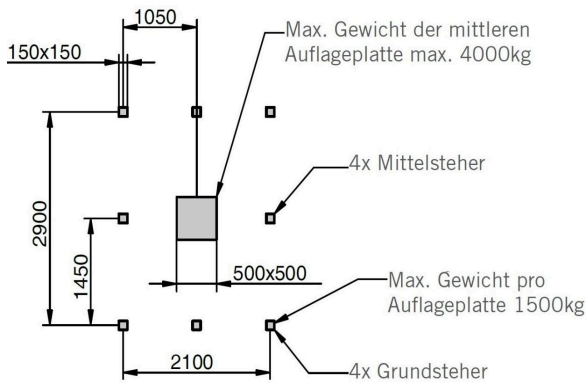 1050
Max. Gewicht der mittleren
Auflageplatte max. 4000kg
150x150
4x Mittelsteher
2900
1450
500x500
Max. Gewicht pro
Auflageplatte 1500kg
2100
4x Grundsteher